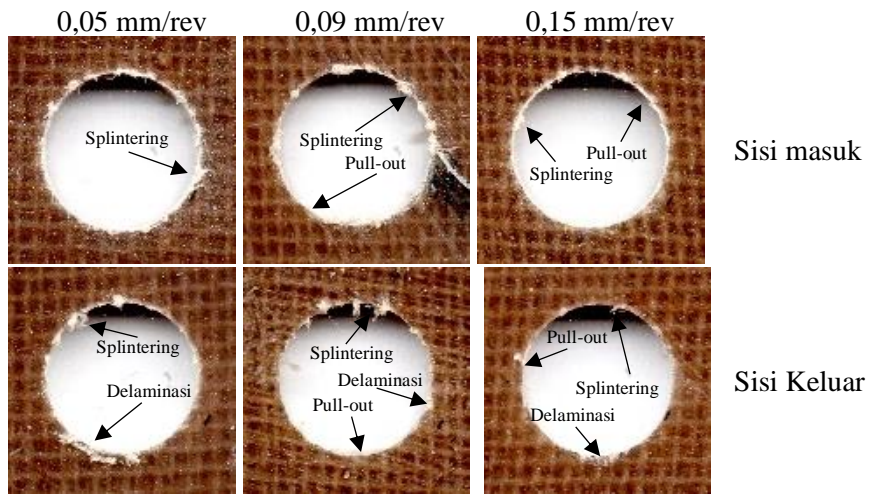 0,05 mm/rev
0,09 mm/rev
0,15 mm/rev
Splintering
Splintering
Pull-out
Pull-out
Splintering
Sisi masuk
Splintering
Delaminasi
Splintering
Delaminasi
Pull-out
Pull-out
Splintering
Delaminasi
Sisi Keluar